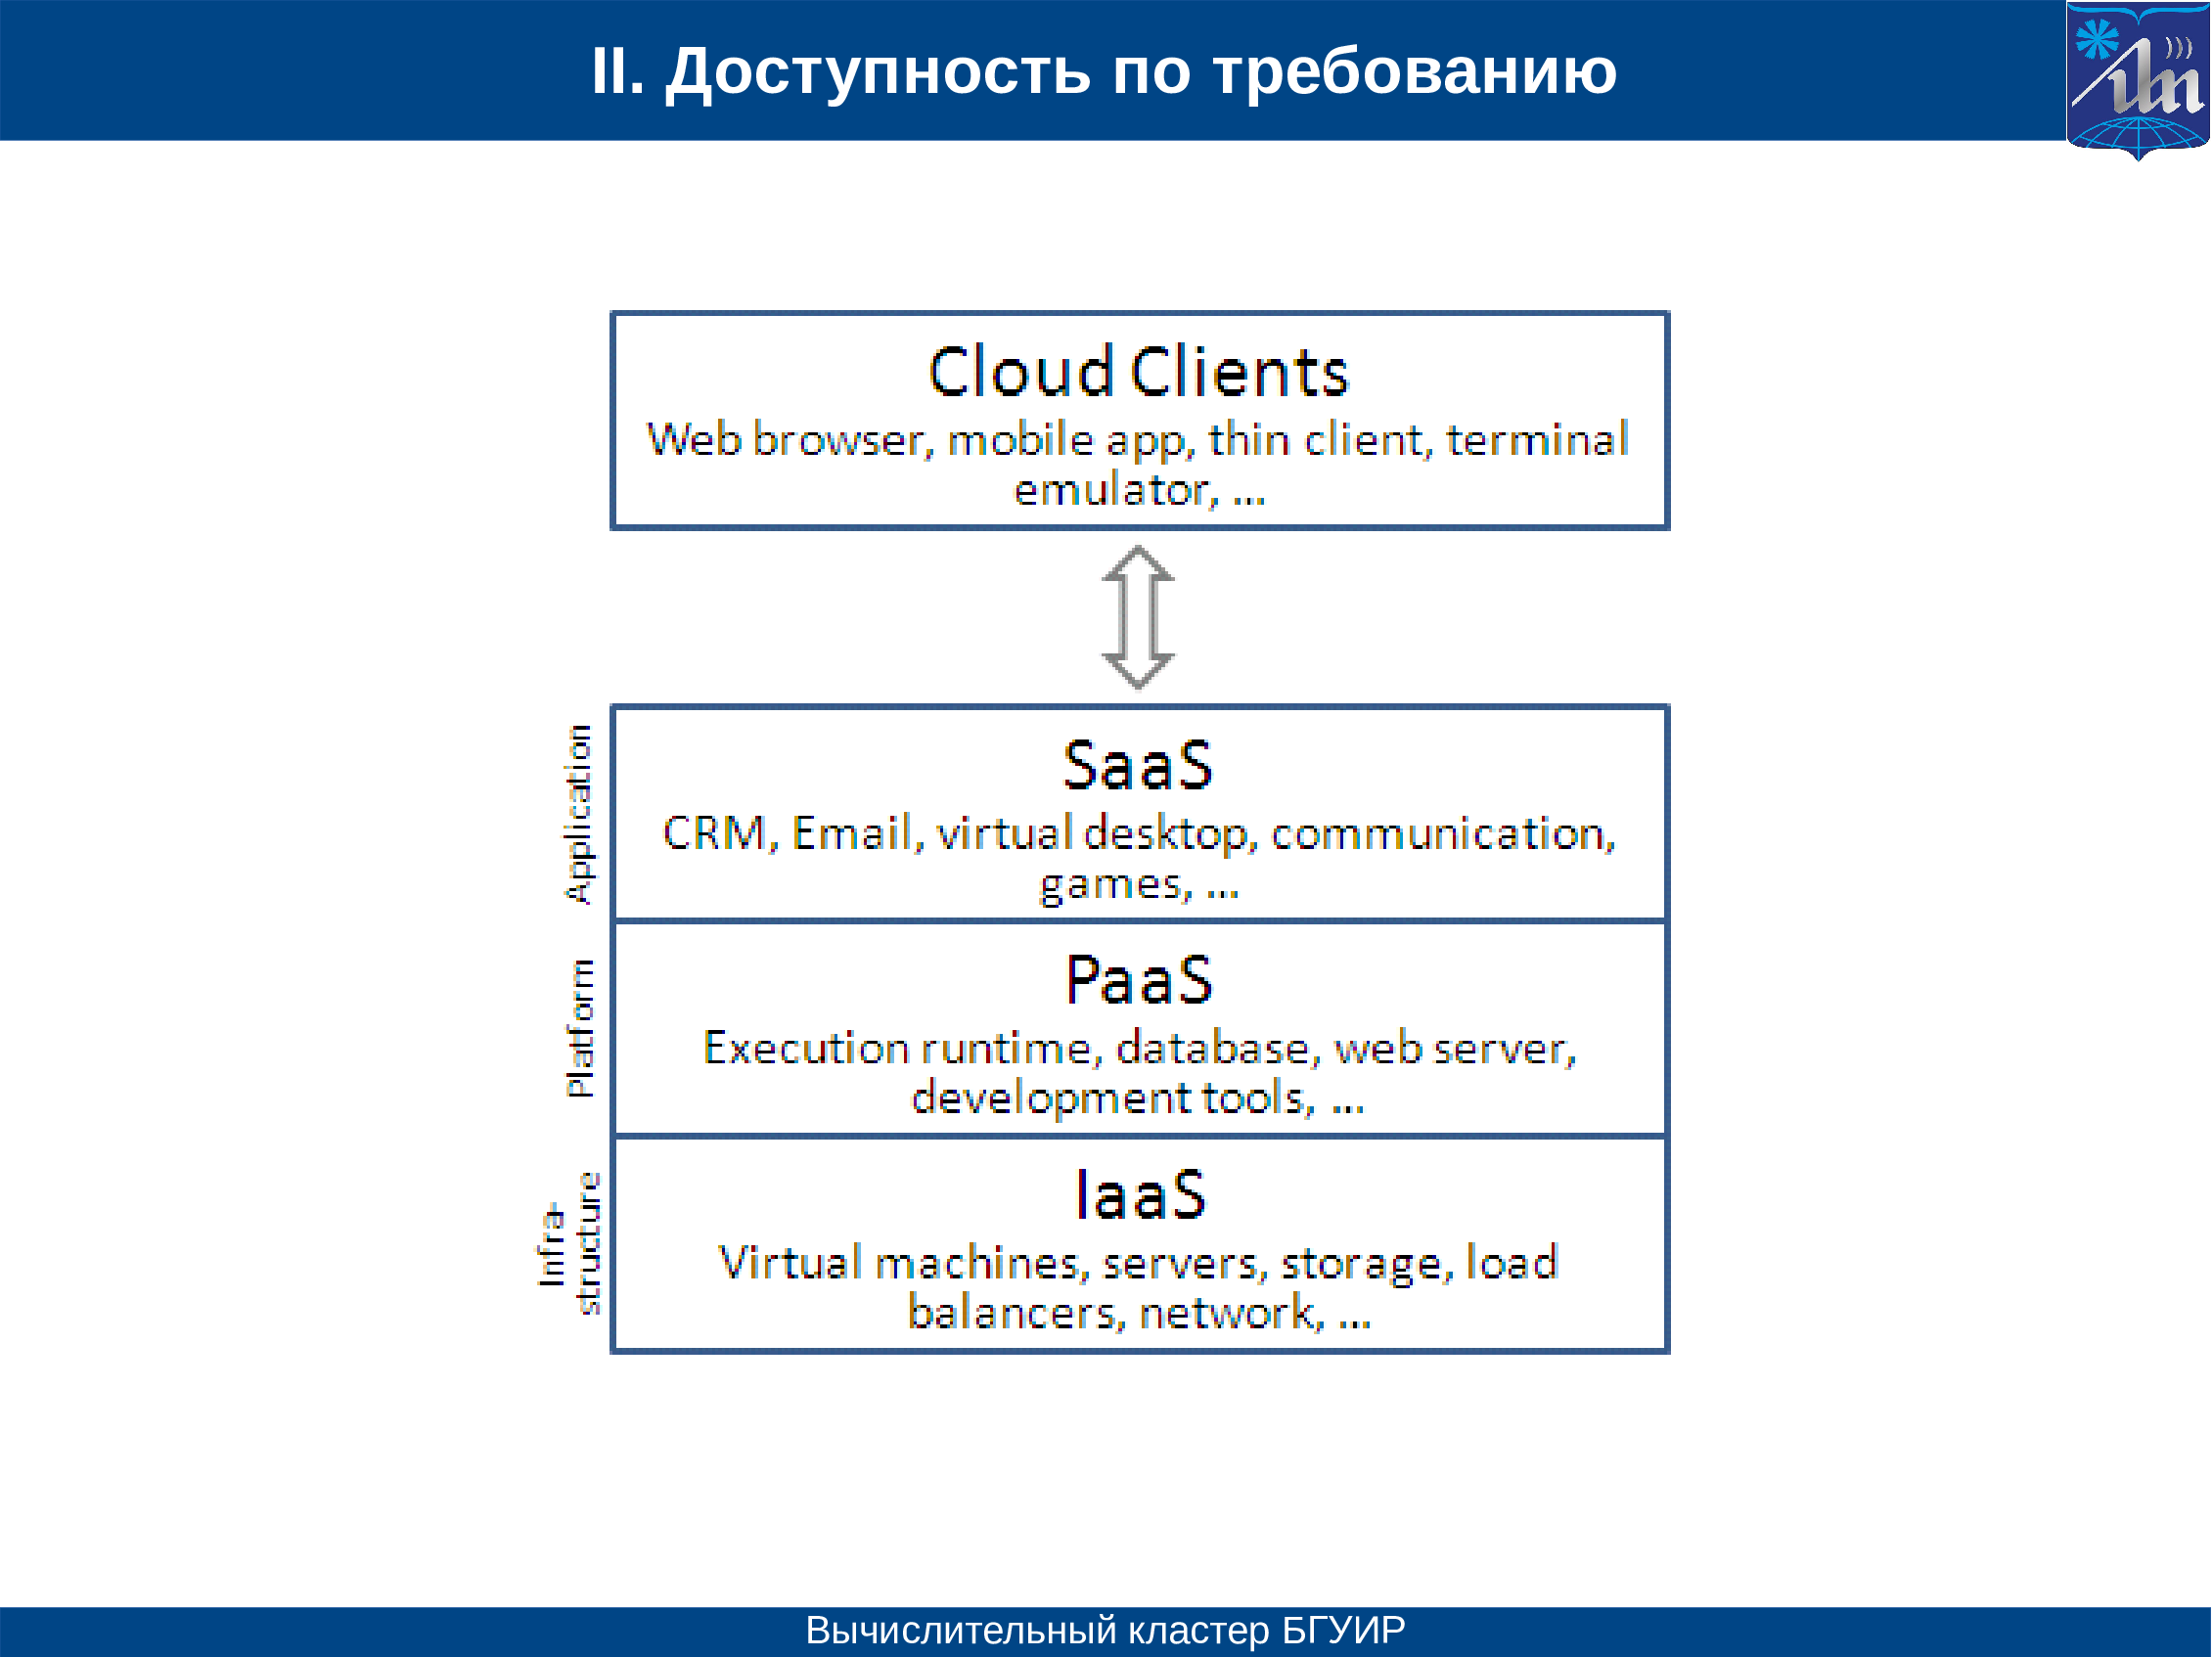 II. Доступность по требованию
Cloud Clients
Web browser, mobile app, thin client, terminal
emulator, ...
Application
SaaS
CRM, Email, virtual desktop, communication,
games, ...
Platform
PaaS
Execution runtime, database, web server,
development tools, ...
Infra-
structure
IaaS
Virtual machines, servers, storage, load
balancers, network, ...
Вычислительный кластер БГУИР